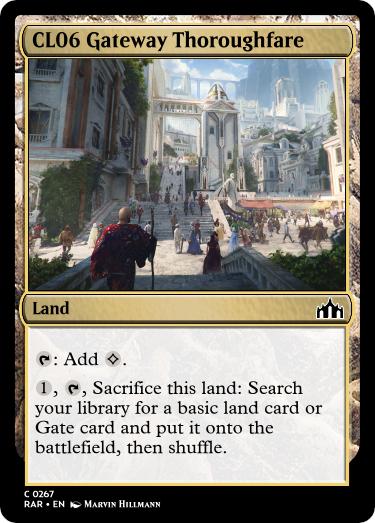 CL06 Gateway Thoroughfare
Land
: Add .
1, , Sacrifice this land: Search
your library for a basic land card or
Gate card and put it onto the
battlefield, then shuffle.
C 0267
RAR • EN Marvin Hillmann